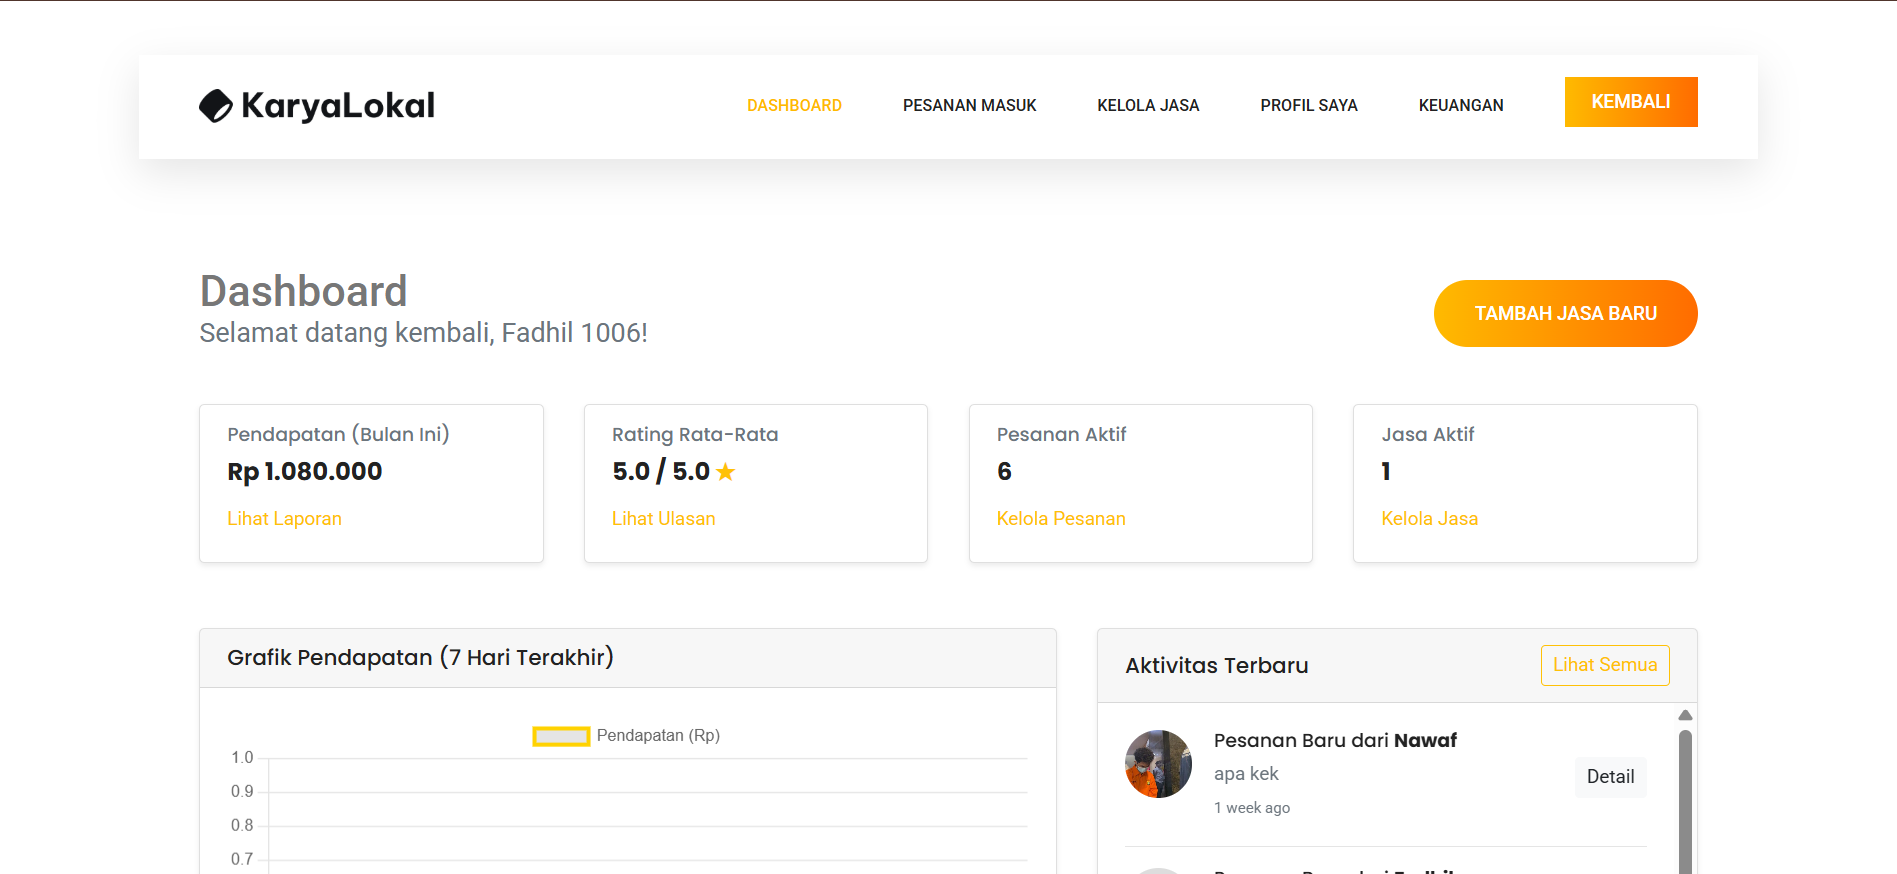 KaryaLokal
DASHBOARD
PESANAN MASUK
KELOLA JASA
PROFIL SAYA
KEUANGAN
KEMBALI
Dashboard
Selamat datang kembali, Fadhil 1006!
TAMBAH JASA BARU
Pendapatan (Bulan Ini)
Rp 1.080.000
Lihat Laporan
Rating Rata-Rata
5.0 / 5.0 ★
Lihat Ulasan
Pesanan Aktif
6
Kelola Pesanan
Jasa Aktif
1
Kelola Jasa
Grafik Pendapatan (7 Hari Terakhir)
Pendapatan (Rp)
1.0
0.9
0.8
0.7
Aktivitas Terbaru
Lihat Semua
Pesanan Baru dari Nawaf
apa kek
1 week ago
Detail